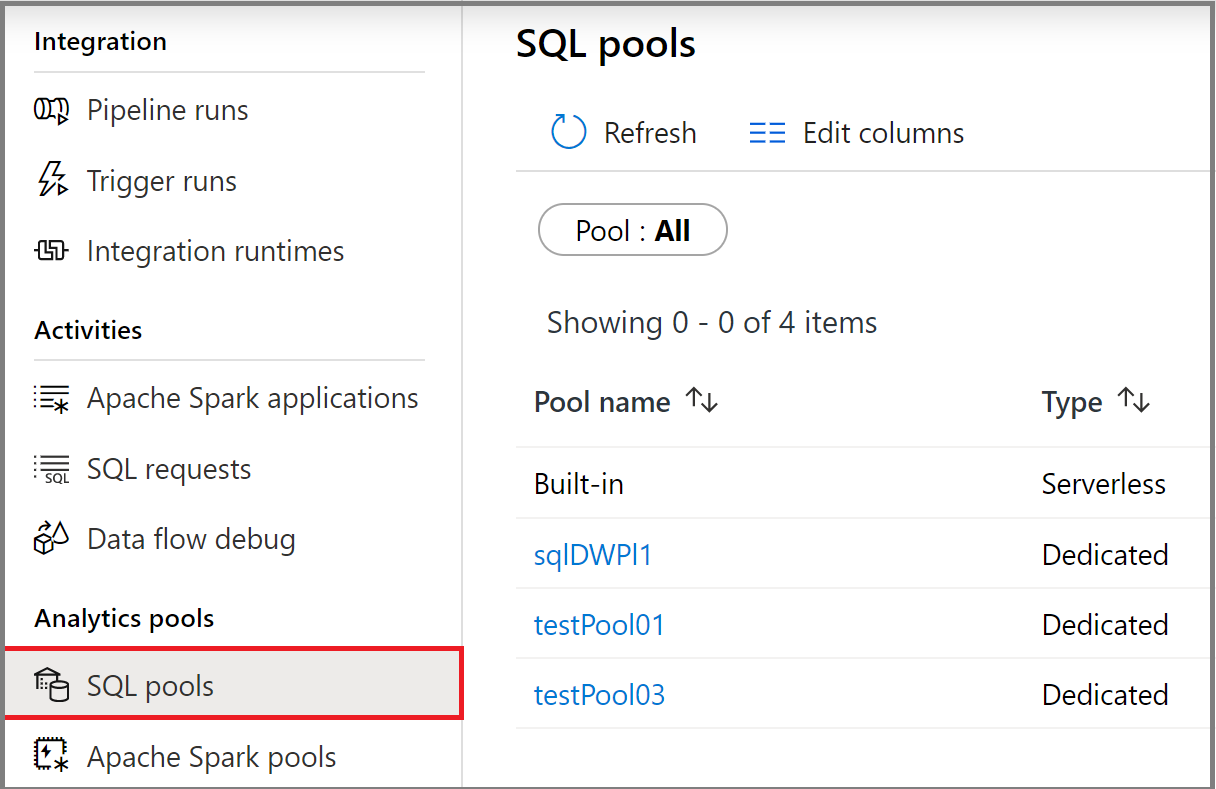 Integration
Pipeline runs
Trigger runs
Integration runtimes
Activities
Apache Spark applications
SQL requests
SQL
Data flow debug
Analytics pools
SQL pools
Apache Spark pools
SQL pools
Refresh
Edit columns
Pool : All
Showing 0 - 0 of 4 items
Pool name Type
Built-in Serverless
sqlDWPl1 Dedicated
testPool01 Dedicated
testPool03 Dedicated